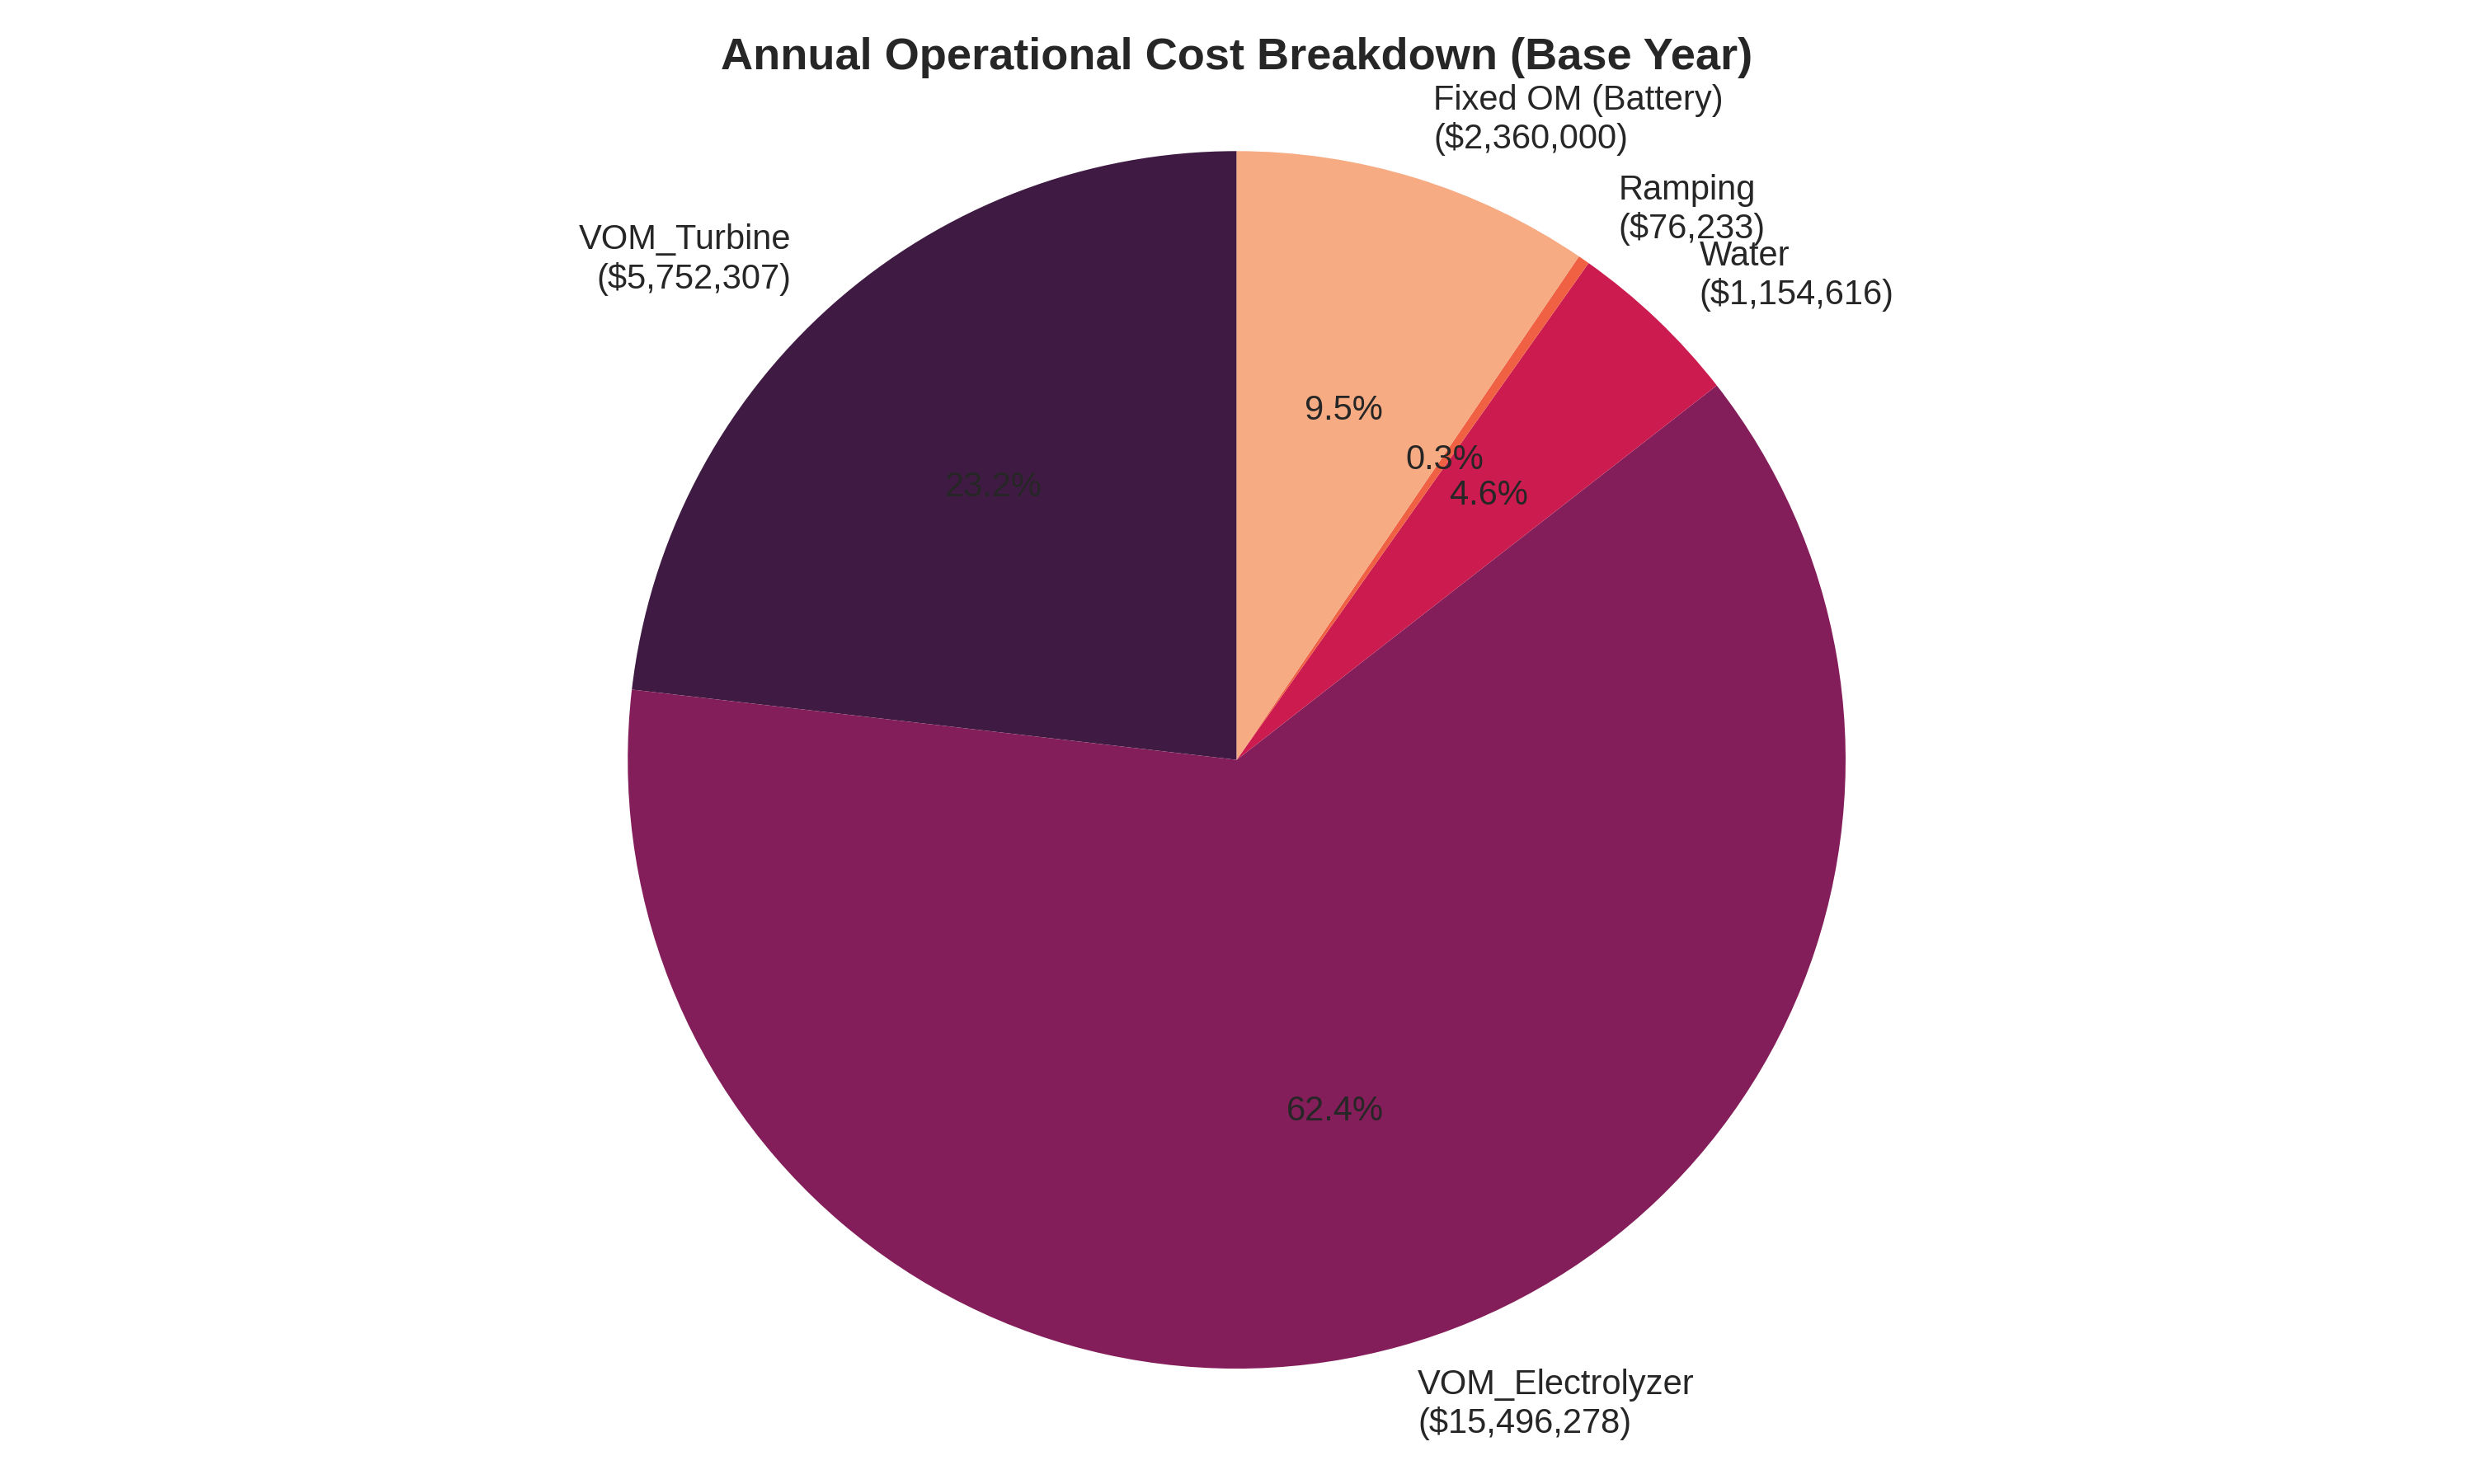 Annual Operational Cost Breakdown (Base Year)
Fixed OM (Battery)
($2,360,000)
Ramping
($76,233)
Water
($1,154,616)
VOM_Turbine
($5,752,307)
9.5%
0.3%
4.6%
23.2%
62.4%
VOM_Electrolyzer
($15,496,278)